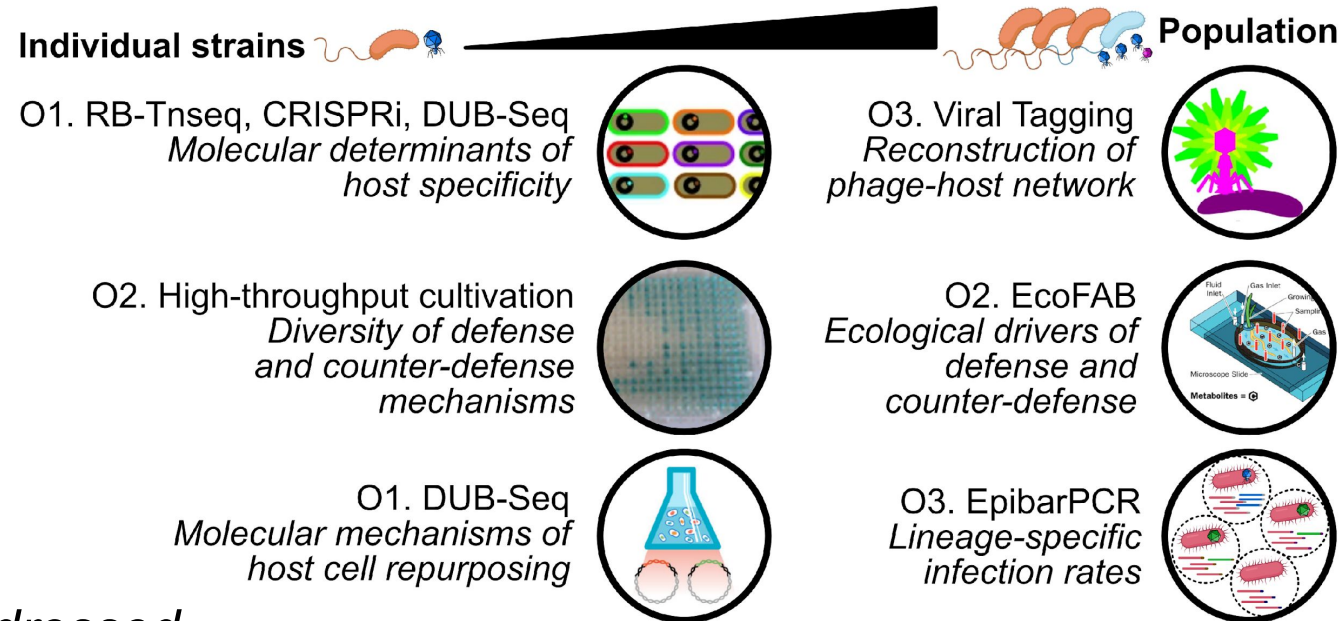 Individual strains
Population
O1. RB-Tnseq, CRISPRi, DUB-Seq
Molecular determinants of
host specificity
O3. Viral Tagging
Reconstruction of
phage-host network
O2. High-throughput cultivation
Diversity of defense
and counter-defense
mechanisms
O2. EcoFAB
Ecological drivers of
defense and
counter-defense
Fluid
Inlet
Gas Inlet
Growing
Gas
Microscope Slide
Metabolites = C
O1. DUB-Seq
Molecular mechanisms of
host cell repurposing
O3. EpibarPCR
Lineage-specific
infection rates